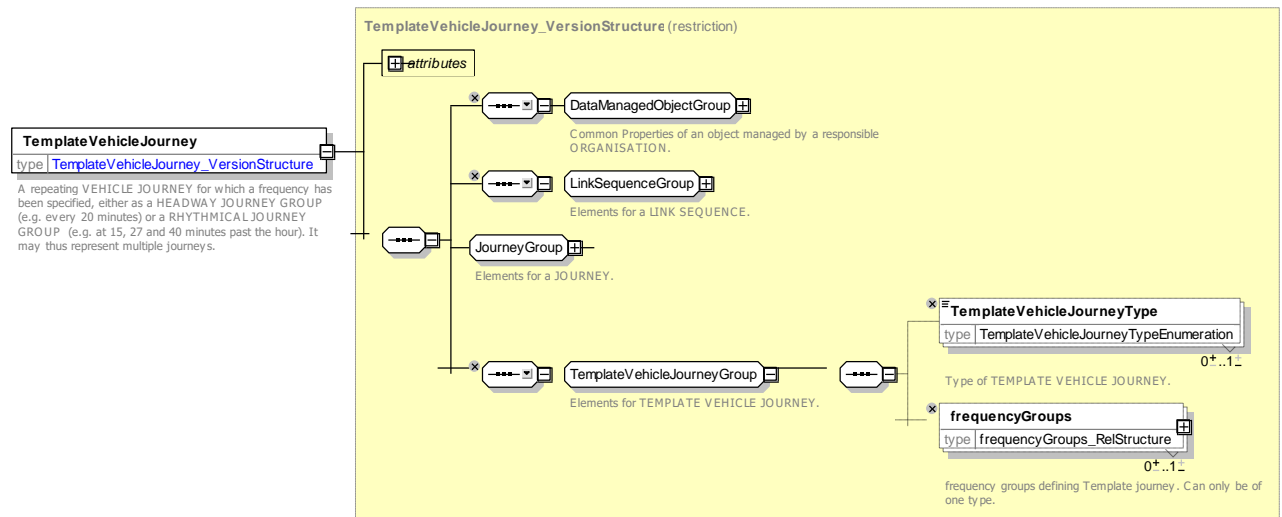 TemplateVehicleJourney_VersionStructure (restriction)
attributes
DataManagedObjectGroup
Common Properties of an object managed by a responsible
ORGANISATION.
TemplateVehicleJourney
type TemplateVehicleJourney_VersionStructure
A repeating VEHICLE JOURNEY for which a frequency has
been specified, either as a HEADWAY JOURNEY GROUP
(e.g. every 20 minutes) or a RHYTHMICAL JOURNEY
GROUP (e.g. at 15, 27 and 40 minutes past the hour). It
may thus represent multiple journeys.
LinkSequenceGroup
Elements for a LINK SEQUENCE.
JourneyGroup
Elements for a JOURNEY.
TemplateVehicleJourneyGroup
Elements for TEMPLATE VEHICLE JOURNEY.
TemplateVehicleJourneyType
type TemplateVehicleJourneyTypeEnumeration
0..1
Type of TEMPLATE VEHICLE JOURNEY.
frequencyGroups
type frequencyGroups_RelStructure
0..1
frequency groups defining Template journey. Can only be of
one type.